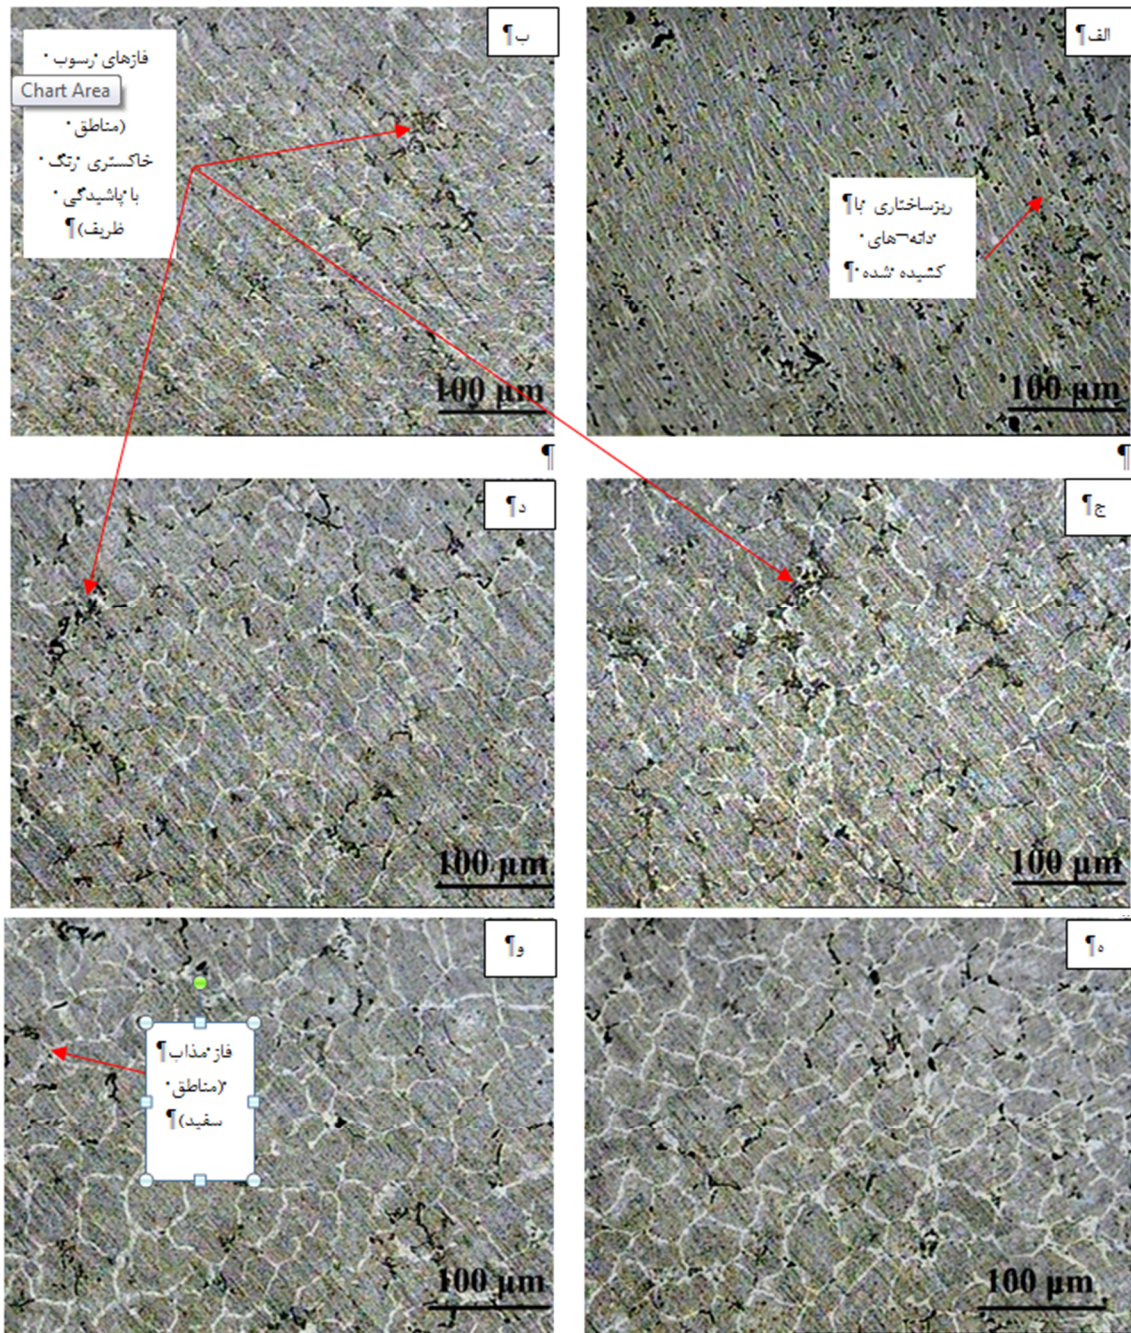 الف¶
ریزساختاری با¶
دانه¬های
کشیده شده¶
100 µm
ب¶
فازهای رسوب
Chart Area
(مناطق
خاکستری رنگ
با پاشیدگی
ظریف)¶
100 µm
¶
¶
ج¶
100 µm
د¶
100 µm
ه¶
100 µm
و¶
فاز مذاب¶
(مناطق
سفید)¶
100 µm